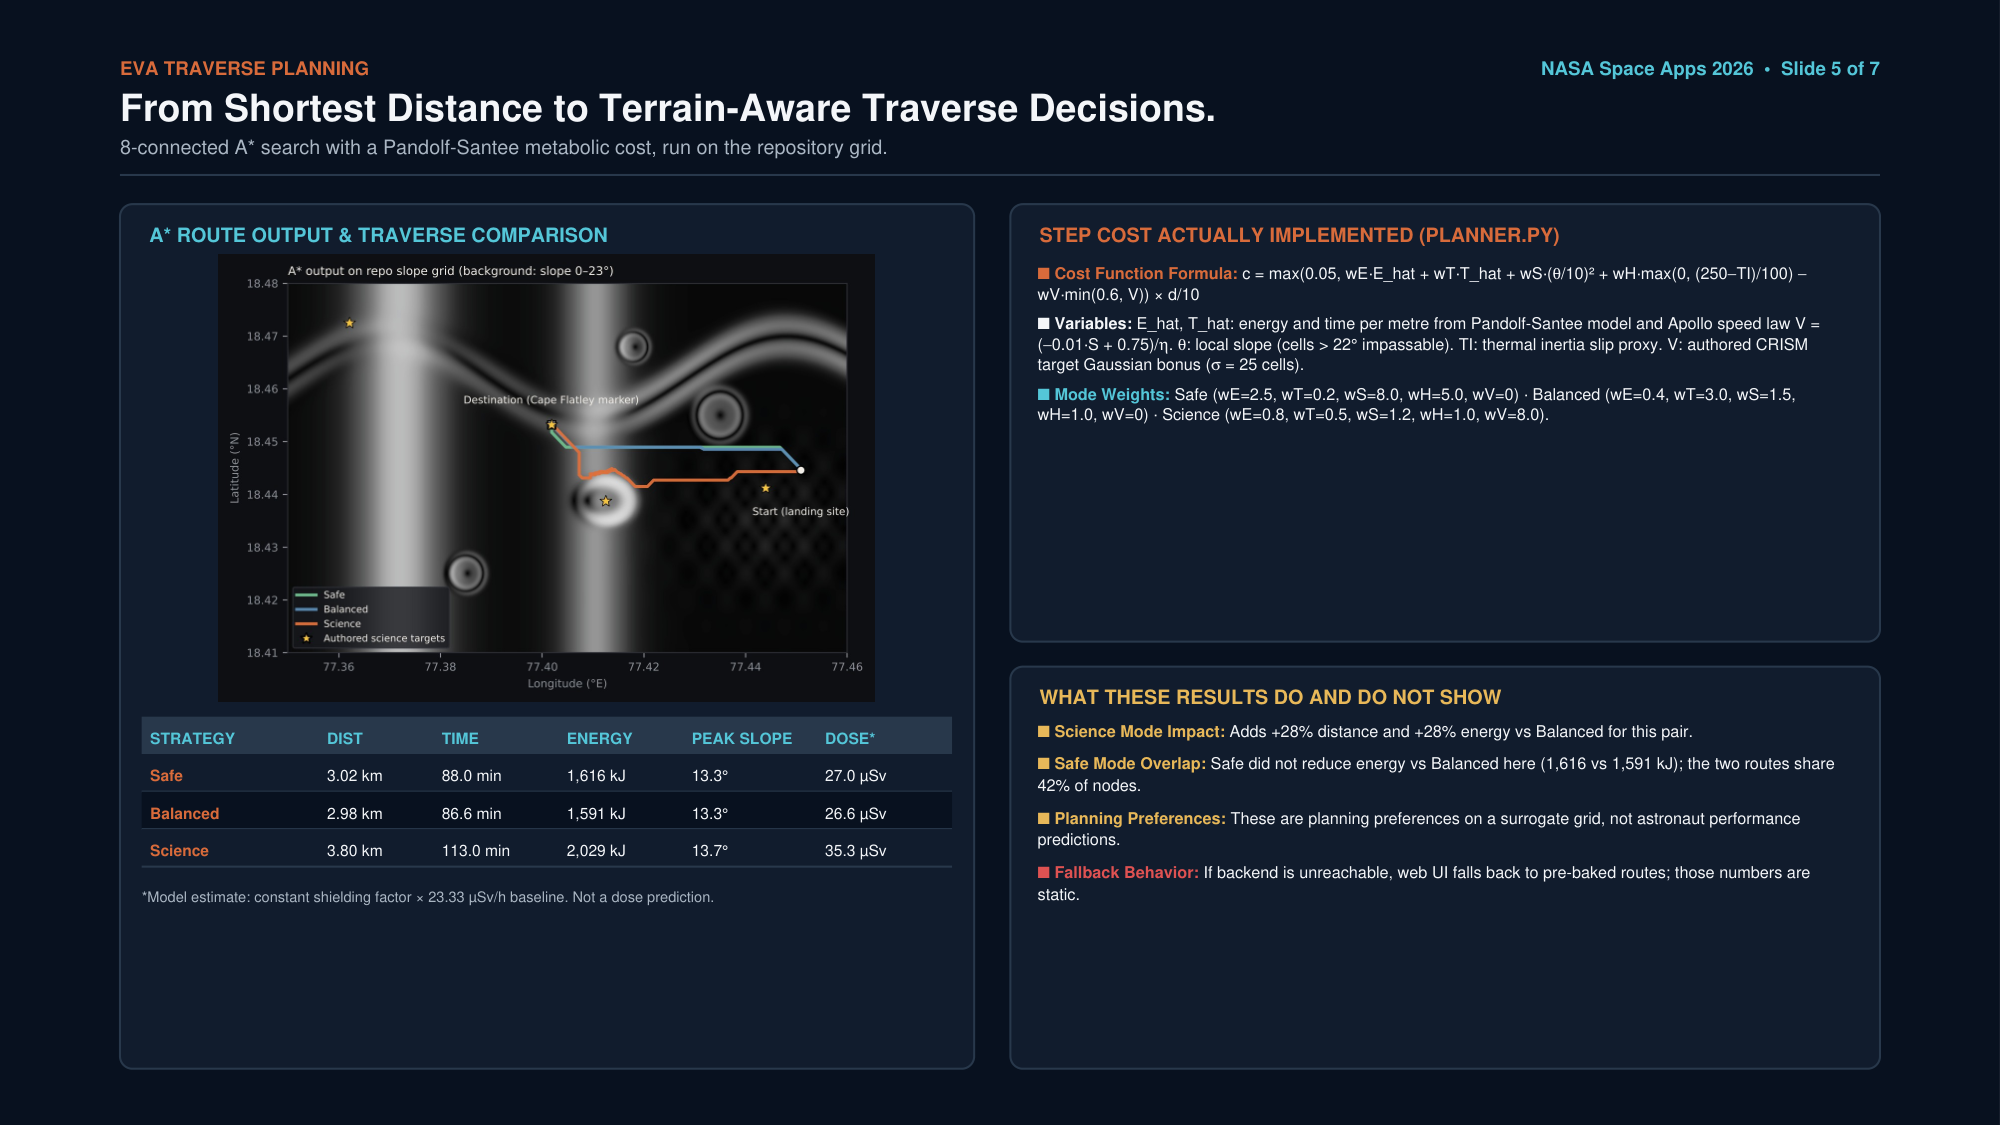 EVA TRAVERSE PLANNING
NASA Space Apps 2026 • Slide 5 of 7
From Shortest Distance to Terrain-Aware Traverse Decisions.
8-connected A* search with a Pandolf-Santee metabolic cost, run on the repository grid.
A* ROUTE OUTPUT & TRAVERSE COMPARISON
A* output on repo slope grid (background: slope 0–23°)
18.48
18.47
18.46
18.45
18.44
18.43
18.42
18.41
Latitude (°N)
Destination (Cape Flatley marker)
Start (landing site)
Safe
Balanced
Science
Authored science targets
77.36 77.38 77.40 77.42 77.44 77.46
Longitude (°E)
STRATEGY DIST TIME ENERGY PEAK SLOPE DOSE*
Safe 3.02 km 88.0 min 1,616 kJ 13.3° 27.0 µSv
Balanced 2.98 km 86.6 min 1,591 kJ 13.3° 26.6 µSv
Science 3.80 km 113.0 min 2,029 kJ 13.7° 35.3 µSv
*Model estimate: constant shielding factor × 23.33 µSv/h baseline. Not a dose prediction.
STEP COST ACTUALLY IMPLEMENTED (PLANNER.PY)
■ Cost Function Formula: c = max(0.05, wE·E_hat + wT·T_hat + wS·(θ/10)² + wH·max(0, (250–TI)/100) –
wV·min(0.6, V)) × d/10
■ Variables: E_hat, T_hat: energy and time per metre from Pandolf-Santee model and Apollo speed law V =
(–0.01·S + 0.75)/η. θ: local slope (cells > 22° impassable). TI: thermal inertia slip proxy. V: authored CRISM
target Gaussian bonus (σ = 25 cells).
■ Mode Weights: Safe (wE=2.5, wT=0.2, wS=8.0, wH=5.0, wV=0) · Balanced (wE=0.4, wT=3.0, wS=1.5,
wH=1.0, wV=0) · Science (wE=0.8, wT=0.5, wS=1.2, wH=1.0, wV=8.0).
WHAT THESE RESULTS DO AND DO NOT SHOW
■ Science Mode Impact: Adds +28% distance and +28% energy vs Balanced for this pair.
■ Safe Mode Overlap: Safe did not reduce energy vs Balanced here (1,616 vs 1,591 kJ); the two routes share
42% of nodes.
■ Planning Preferences: These are planning preferences on a surrogate grid, not astronaut performance
predictions.
■ Fallback Behavior: If backend is unreachable, web UI falls back to pre-baked routes; those numbers are
static.